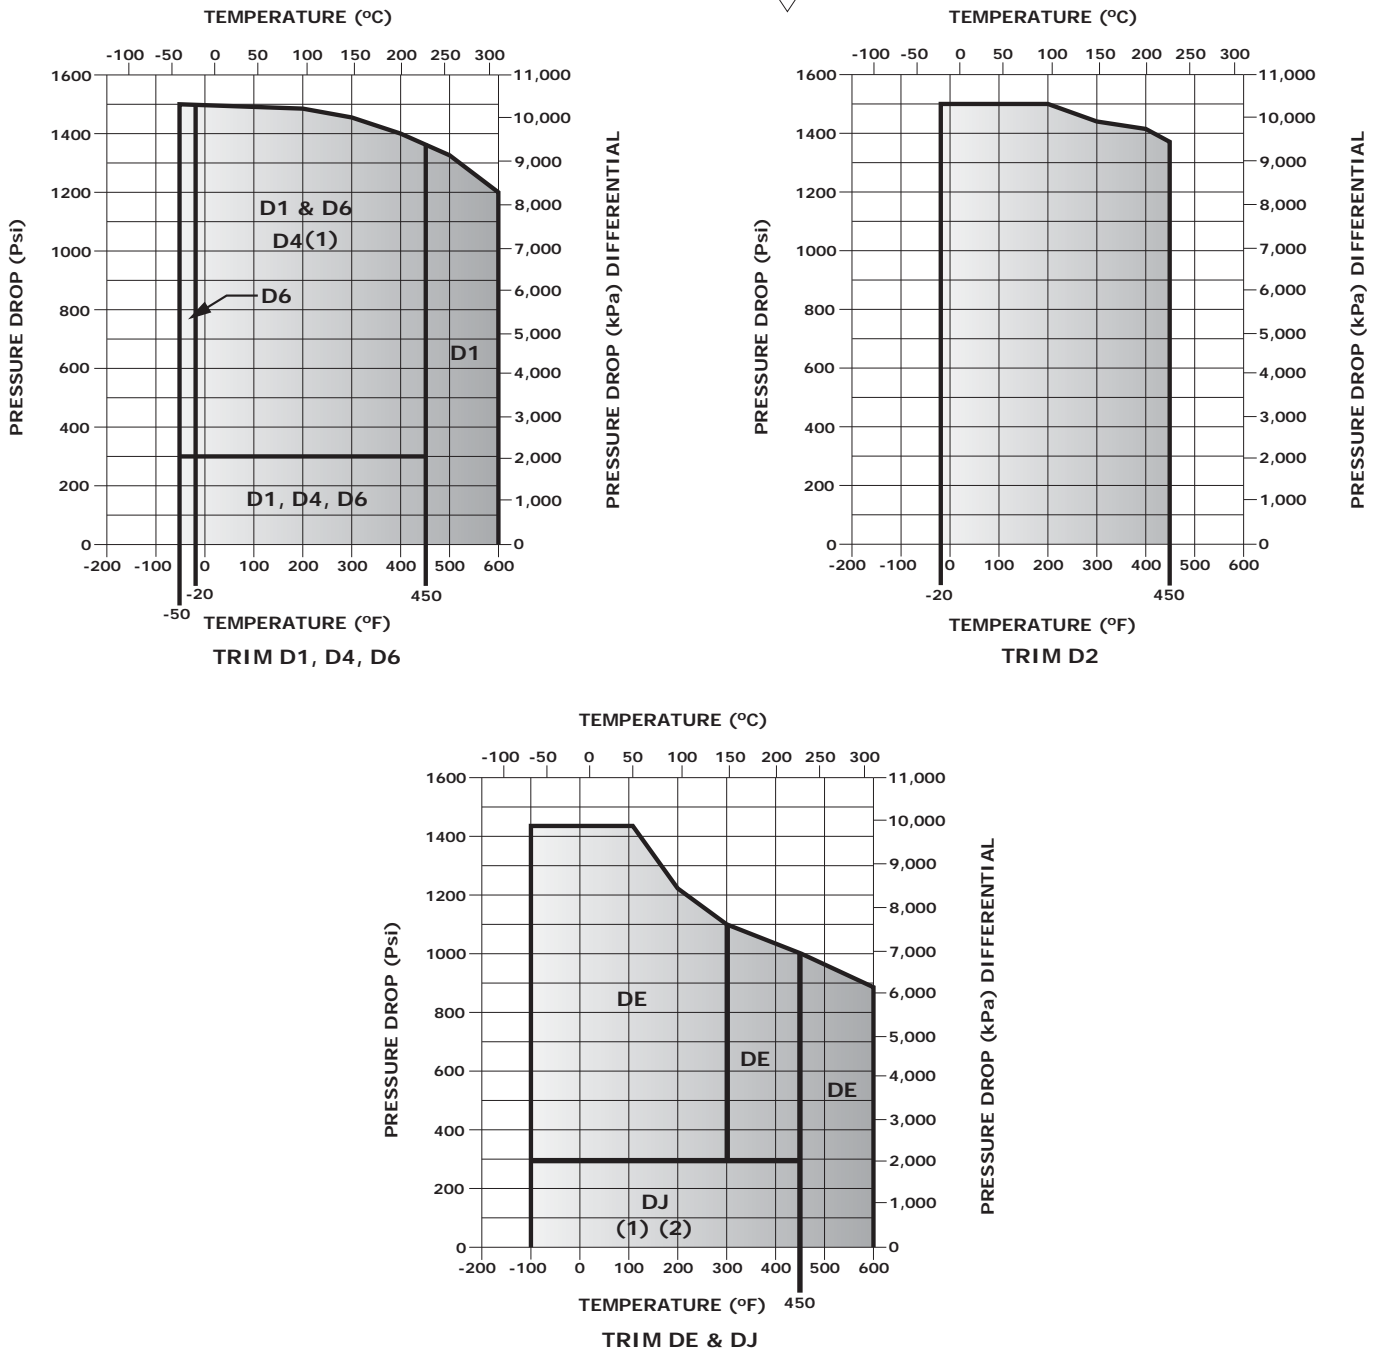 TEMPERATURE (ºC)
-100 -50 0 50 100 150 200 250 300
1600
1400
1200
1000
800
600
400
200
0
PRESSURE DROP (Psi)
11,000
10,000
9,000
8,000
7,000
6,000
5,000
4,000
3,000
2,000
1,000
0
PRESSURE DROP (kPa) DIFFERENTIAL
D1 & D6
D4(1)
D6
D1
D1, D4, D6
-200 -100 0 100 200 300 400 500 600
-20
450
-50
TEMPERATURE (ºF)
TRIM D1, D4, D6
TEMPERATURE (ºC)
-100 -50 0 50 100 150 200 250 300
1600
1400
1200
1000
800
600
400
200
0
PRESSURE DROP (Psi)
11,000
10,000
9,000
8,000
7,000
6,000
5,000
4,000
3,000
2,000
1,000
0
PRESSURE DROP (kPa) DIFFERENTIAL
-200 -100 0 100 200 300 400 500 600
-20
450
TEMPERATURE (ºF)
TRIM D2
TEMPERATURE (ºC)
-100 -50 0 50 100 150 200 250 300
1600
1400
1200
1000
800
600
400
200
0
PRESSURE DROP (Psi)
11,000
10,000
9,000
8,000
7,000
6,000
5,000
4,000
3,000
2,000
1,000
0
PRESSURE DROP (kPa) DIFFERENTIAL
DE
DE
DE
DJ
(1) (2)
-200 -100 0 100 200 300 400 500 600
450
TEMPERATURE (ºF)
TRIM DE & DJ